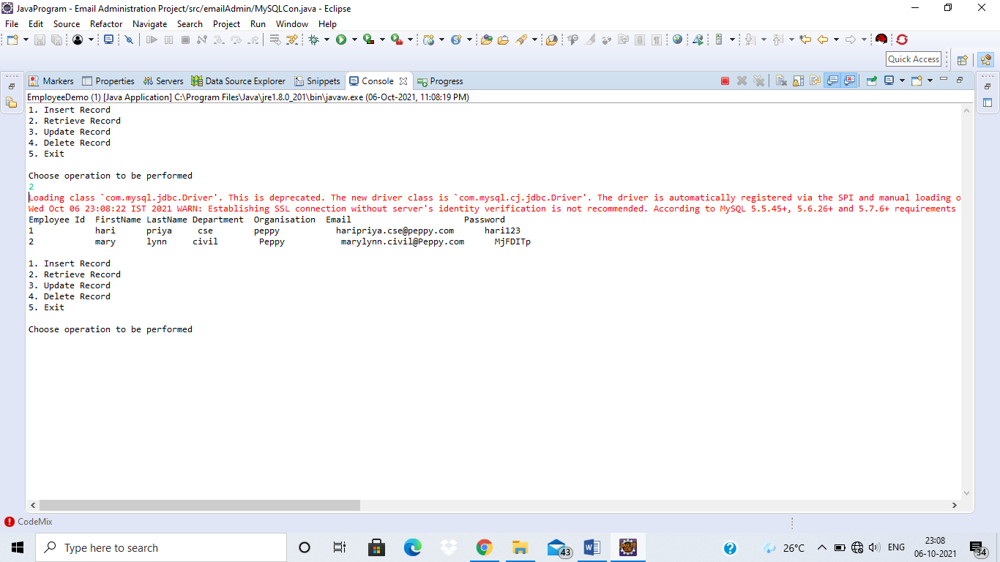 JavaProgram - Email Administration Project/src/emailAdmin/MySQLCon.java - Eclipse
File Edit Source Refactor Navigate Search Project Run Window Help
Quick Access
Markers Properties Servers Data Source Explorer Snippets Console Progress
EmployeeDemo (1) [Java Application] C:\Program Files\Java\jre1.8.0_201\bin\javaw.exe (06-Oct-2021, 11:08:19 PM)
1. Insert Record
2. Retrieve Record
3. Update Record
4. Delete Record
5. Exit
Choose operation to be performed
2
Loading class `com.mysql.jdbc.Driver'. This is deprecated. The new driver class is `com.mysql.cj.jdbc.Driver'. The driver is automatically registered via the SPI and manual loading o
Wed Oct 06 23:08:22 IST 2021 WARN: Establishing SSL connection without server's identity verification is not recommended. According to MySQL 5.5.45+, 5.6.26+ and 5.7.6+ requirements
Employee Id FirstName LastName Department Organisation Email Password
1 hari priya cse peppy haripriya.cse@peppy.com hari123
2 mary lynn civil Peppy marylynn.civil@Peppy.com MjFDITp
1. Insert Record
2. Retrieve Record
3. Update Record
4. Delete Record
5. Exit
Choose operation to be performed
CodeMix
Type here to search
43
26°C
ENG
23:08
06-10-2021
34